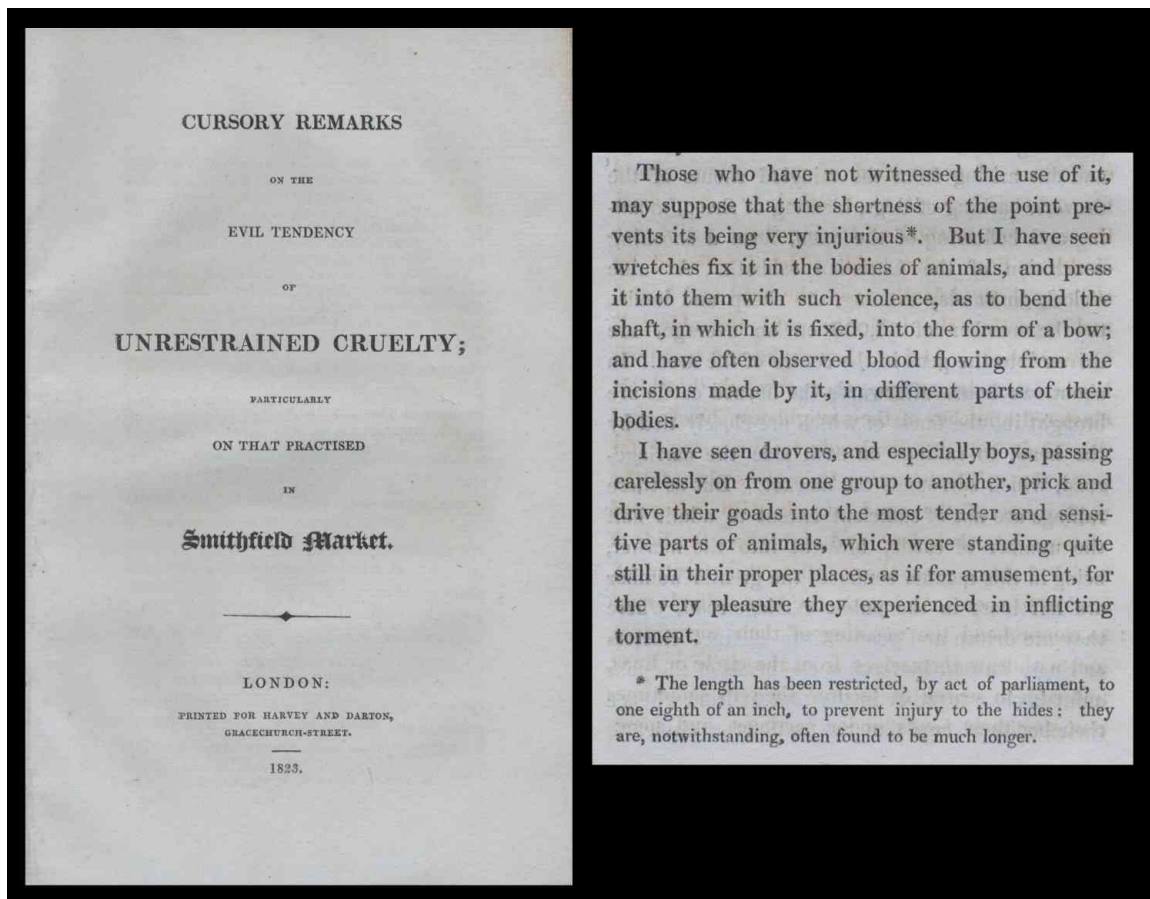 CURSORY REMARKS
ON THE
EVIL TENDENCY
OF
UNRESTRAINED CRUELTY;
PARTICULARLY
ON THAT PRACTISED
IN
Smithfield Market.
LONDON:
PRINTED FOR HARVEY AND DARTON,
GRACECHURCH-STREET.
1823.
Those who have not witnessed the use of it,
may suppose that the shortness of the point pre-
vents its being very injurious*. But I have seen
wretches fix it in the bodies of animals, and press
it into them with such violence, as to bend the
shaft, in which it is fixed, into the form of a bow;
and have often observed blood flowing from the
incisions made by it, in different parts of their
bodies.
I have seen drovers, and especially boys, passing
carelessly on from one group to another, prick and
drive their goads into the most tender and sensi-
tive parts of animals, which were standing quite
still in their proper places, as if for amusement, for
the very pleasure they experienced in inflicting
torment.
* The length has been restricted, by act of parliament, to
one eighth of an inch, to prevent injury to the hides: they
are, notwithstanding, often found to be much longer.